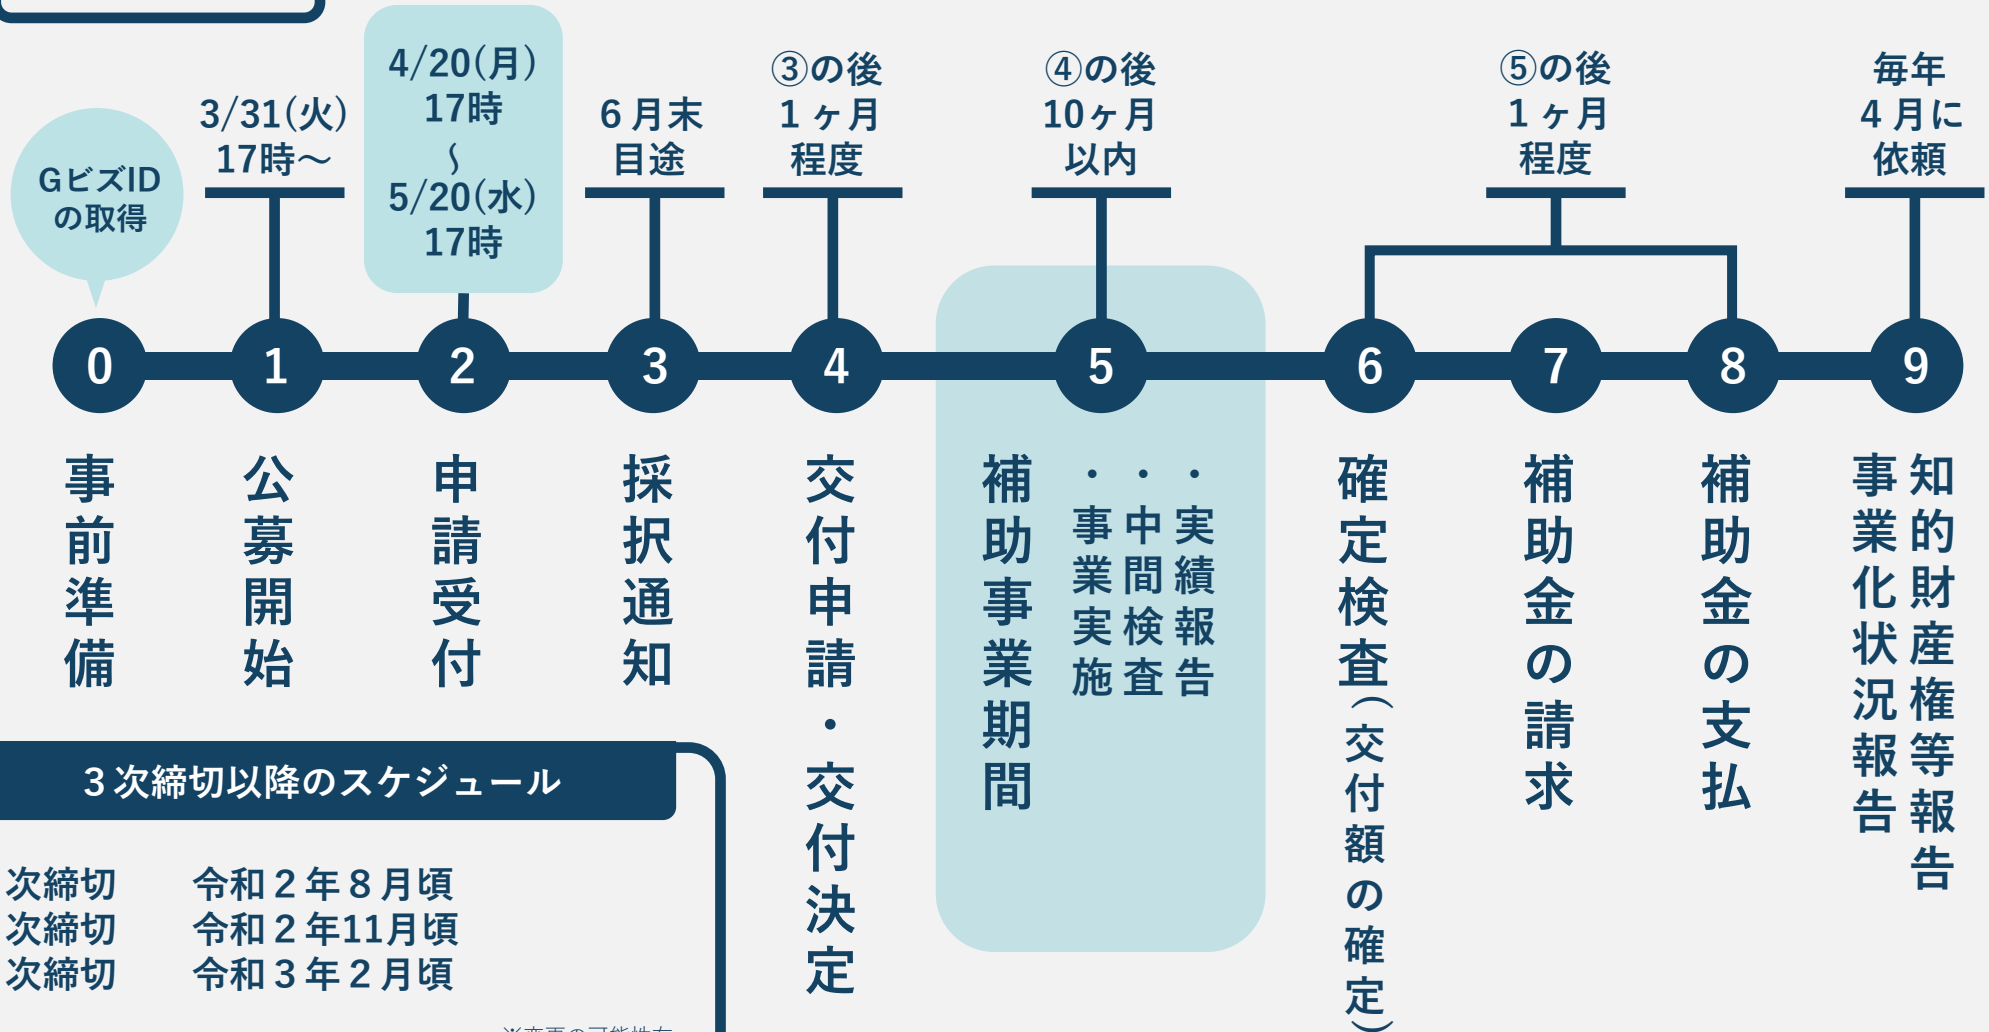 GビズID
の取得
3/31(火)
17時～
4/20(月)
17時
～
5/20(水)
17時
6月末
目途
③の後
1ヶ月
程度
④の後
10ヶ月
以内
⑤の後
1ヶ月
程度
毎年
4月に
依頼
0
1
2
3
4
5
6
7
8
9
事前準備
公募開始
申請受付
採択通知
交付申請・交付決定
補助事業期間
・事業実施
・中間検査
・実績報告
確定検査(交付額の確定)
補助金の請求
補助金の支払
知的財産権等報告
事業化状況報告
3次締切以降のスケジュール
次締切 令和2年8月頃
次締切 令和2年11月頃
次締切 令和3年2月頃